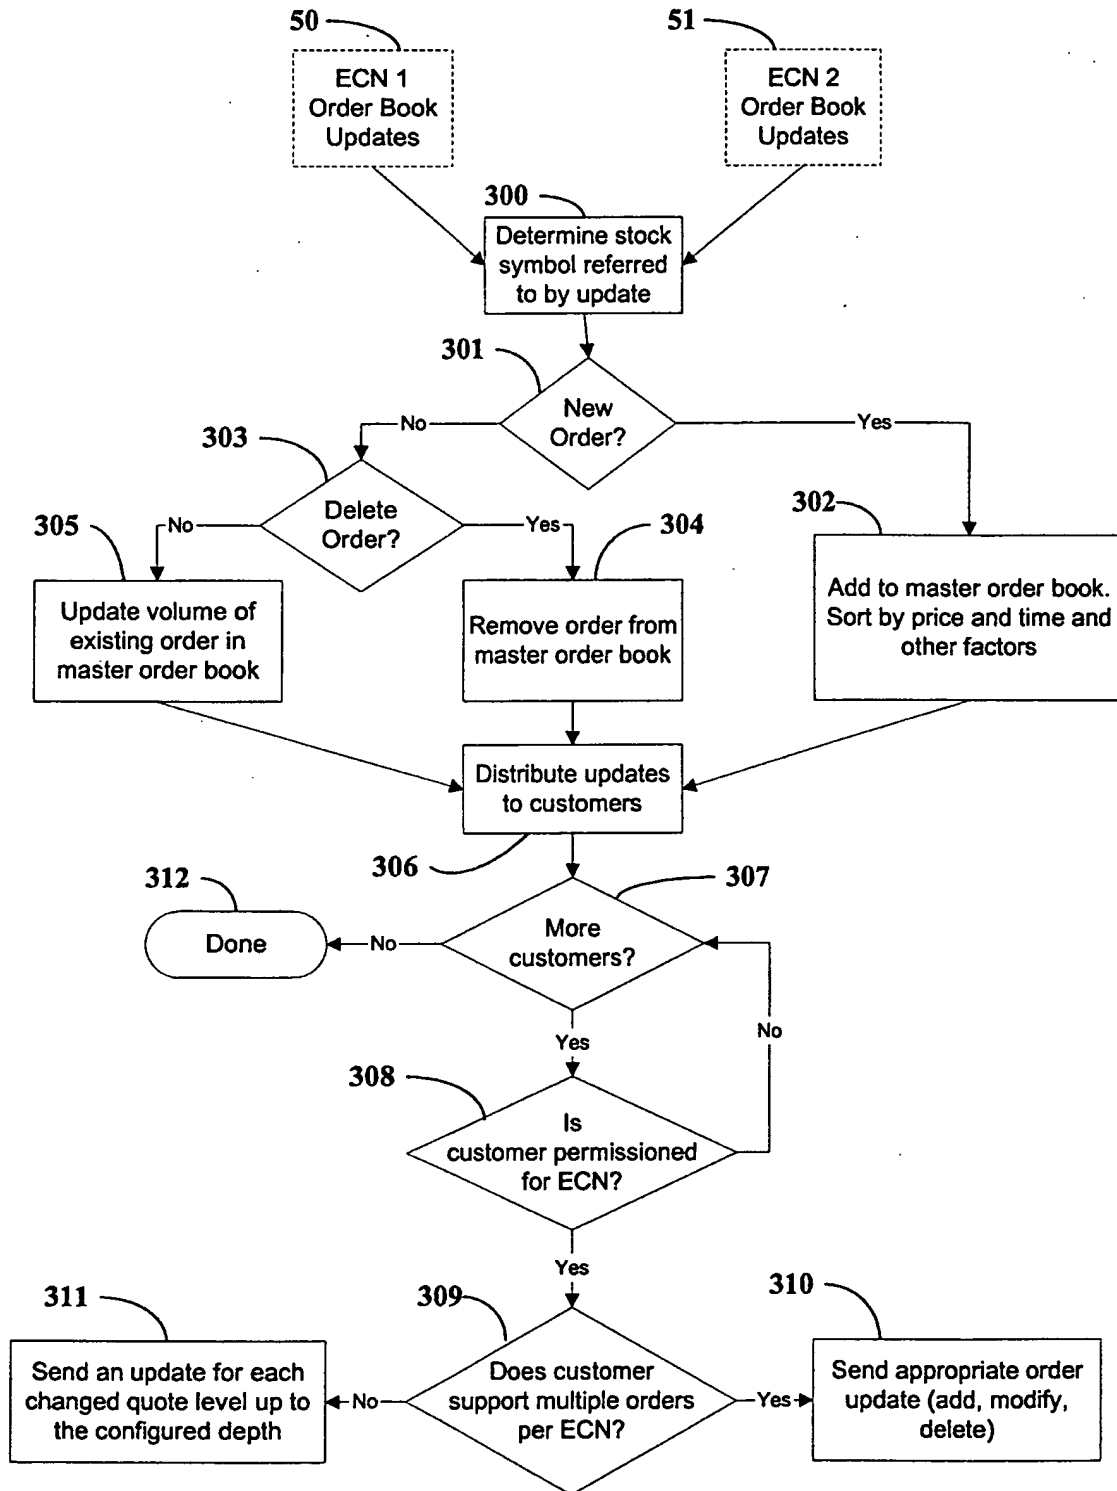 50
51
ECN 1
Order Book
Updates
ECN 2
Order Book
Updates
300
Determine stock
symbol referred
to by update
301
New
Order?
No
Yes
303
Delete
Order?
No
Yes
305
304
302
Update volume of
existing order in
master order book
Remove order from
master order book
Add to master order book.
Sort by price and time and
other factors
Distribute updates
to customers
306
307
312
More
customers?
No
Done
Yes
No
308
Is
customer permissioned
for ECN?
Yes
311
309
310
Send an update for each
changed quote level up to
the configured depth
No
Does customer
support multiple orders
per ECN?
Yes
Send appropriate order
update (add, modify,
delete)